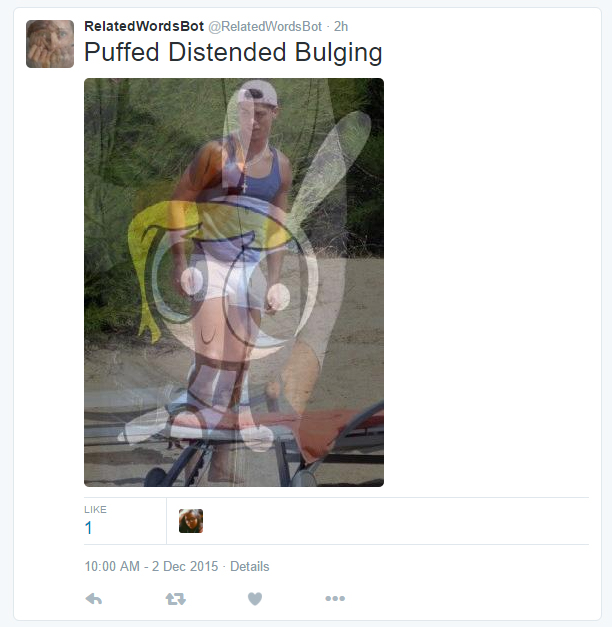 RelatedWordsBot @RelatedWordsBot · 2h
Puffed Distended Bulging
LIKE
1
10:00 AM - 2 Dec 2015 · Details